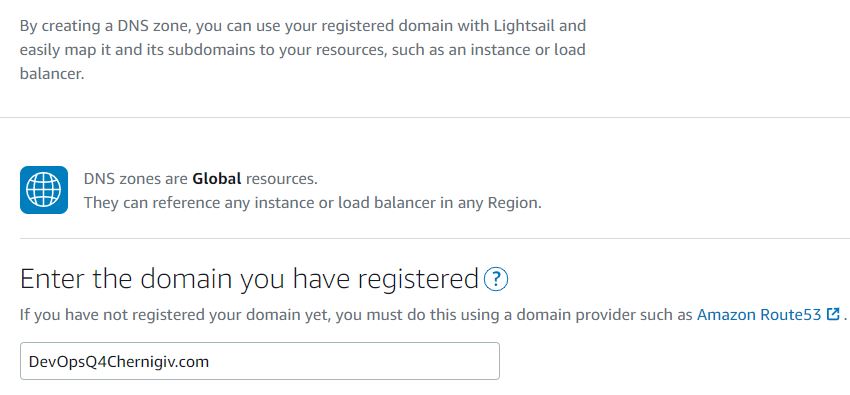 By creating a DNS zone, you can use your registered domain with Lightsail and
easily map it and its subdomains to your resources, such as an instance or load
balancer.
DNS zones are Global resources.
They can reference any instance or load balancer in any Region.
Enter the domain you have registered ?
If you have not registered your domain yet, you must do this using a domain provider such as Amazon Route53 .
DevOpsQ4Chernigiv.com